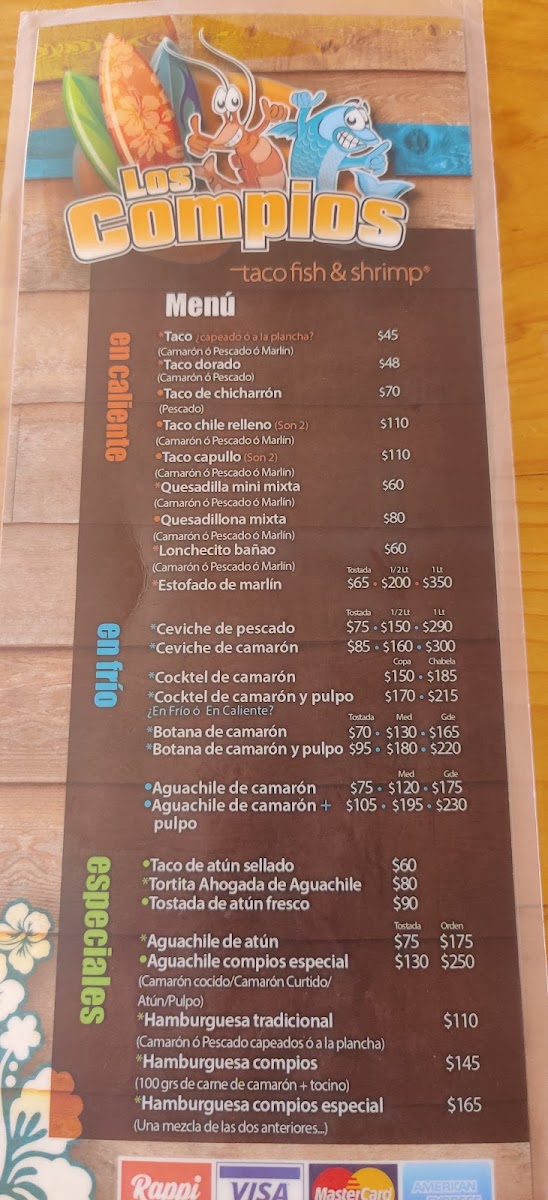 Los
Compios
taco fish & shrimp®
Menú
en caliente
*Taco ¿capeado ó a la plancha? $45
(Camarón ó Pescado ó Marlín)
*Taco dorado $48
(Camarón ó Pescado)
•Taco de chicharrón $70
(Pescado)
•Taco chile relleno (Son 2) $110
(Camarón ó Pescado ó Marlín)
•Taco capullo (Son 2) $110
(Camarón ó Pescado ó Marlín)
*Quesadilla mini mixta $60
(Camarón ó Pescado ó Marlín)
•Quesadillona mixta $80
(Camarón ó Pescado ó Marlín)
*Lonchecito bañao $60
(Camarón ó Pescado ó Marlín)
Tostada 1/2 Lt 1 Lt
*Estofado de marlín $65 • $200 • $350
en frío
Tostada 1/2 Lt 1 Lt
*Ceviche de pescado $75 • $150 • $290
*Ceviche de camarón $85 • $160 • $300
Copa Chabela
*Cocktel de camarón $150 • $185
*Cocktel de camarón y pulpo $170 • $215
¿En Frío ó En Caliente?
Tostada Med Gde
*Botana de camarón $70 • $130 • $165
*Botana de camarón y pulpo $95 • $180 • $220
Med Gde
•Aguachile de camarón $75 • $120 • $175
•Aguachile de camarón + $105 • $195 • $230
pulpo
especiales
•Taco de atún sellado $60
*Tortita Ahogada de Aguachile $80
•Tostada de atún fresco $90
Tostada Orden
*Aguachile de atún $75 $175
•Aguachile compios especial $130 $250
(Camarón cocido/Camarón Curtido/
Atún/Pulpo)
*Hamburguesa tradicional $110
(Camarón ó Pescado capeados ó a la plancha)
*Hamburguesa compios $145
(100 grs de carne de camarón + tocino)
*Hamburguesa compios especial $165
(Una mezcla de las dos anteriores...)
Rappi VISA MasterCard AMERICAN EXPRESS